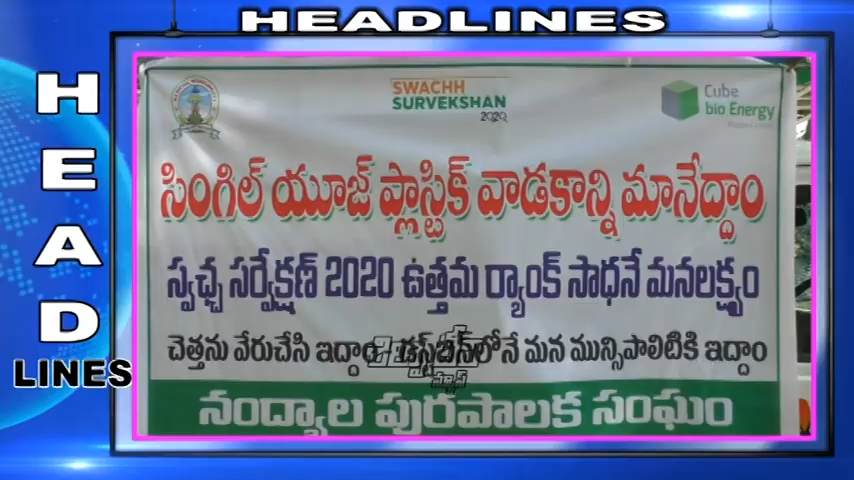 HEADLINES
HEAD
LINES
SWACHH
SURVEKSHAN
2020
Cube
bio Energy
సింగిల్ యూజ్ ప్లాస్టిక్ వాడకాన్ని మానేద్దాం
స్వచ్ఛ సర్వేక్షణ్ 2020 ఉత్తమ ర్యాంక్ సాధనే మనలక్ష్యం
చెత్తను వేరుచేసి ఇద్దాం డస్ట్‌బిన్‌లోనే మన మున్సిపాలిటికి ఇద్దాం
న్యూస్
నంద్యాల పురపాలక సంఘం